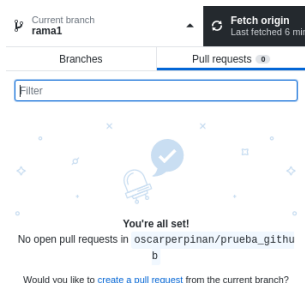 Current branch
rama1
Fetch origin
Last fetched 6 mi
Branches
Pull requests 0
Filter
You're all set!
No open pull requests in oscarperpinan/prueba_githu
b
Would you like to create a pull request from the current branch?